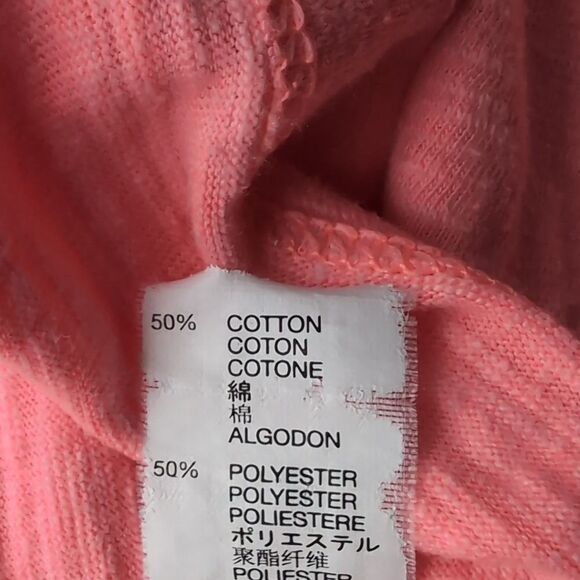 50% COTTON
COTON
COTONE
綿
棉
ALGODON
50% POLYESTER
POLYESTER
POLIESTERE
ポリエステル
聚酯纤维
POLIESTER